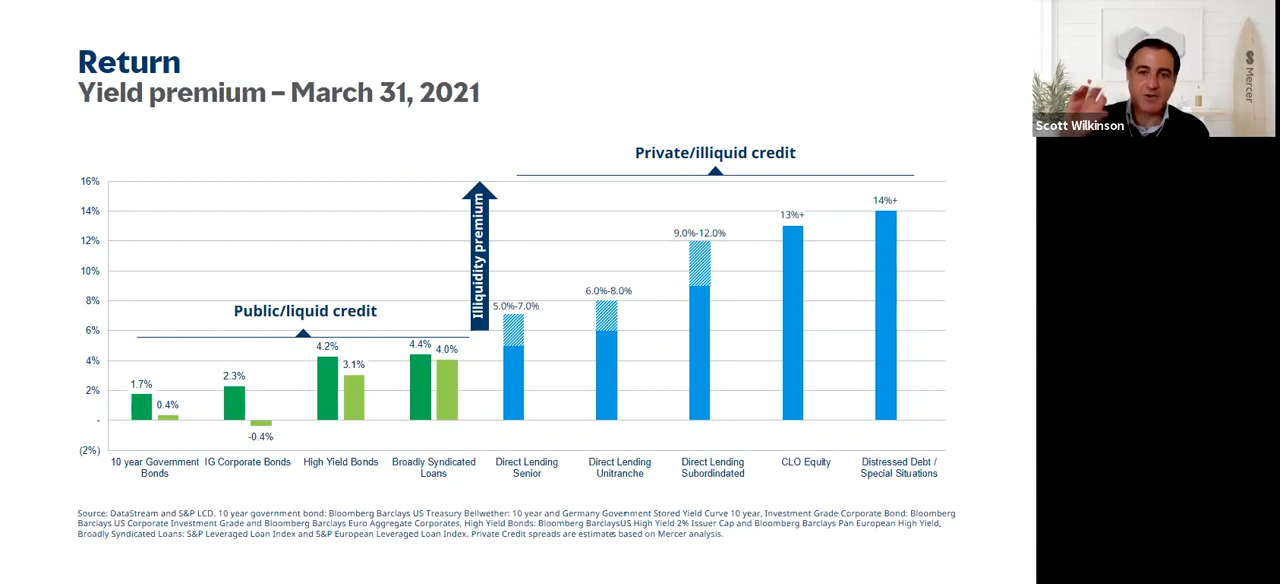 Return
Yield premium – March 31, 2021
Mercer
Scott Wilkinson
Private/illiquid credit
Public/liquid credit
Illiquidity premium
16%
14%
12%
10%
8%
6%
4%
2%
-
(2%)
1.7%
0.4%
2.3%
-0.4%
4.2%
3.1%
4.4%
4.0%
5.0%-7.0%
6.0%-8.0%
9.0%-12.0%
13%+
14%+
10 year Government
Bonds
IG Corporate Bonds
High Yield Bonds
Broadly Syndicated
Loans
Direct Lending
Senior
Direct Lending
Unitranche
Direct Lending
Subordindated
CLO Equity
Distressed Debt /
Special Situations
Source: DataStream and S&P LCD. 10 year government bond: Bloomberg Barclays US Treasury Bellwether: 10 year and Germany Government Stored Yield Curve 10 year, Investment Grade Corporate Bond: Bloomberg
Barclays US Corporate Investment Grade and Bloomberg Barclays Euro Aggregate Corporates, High Yield Bonds: Bloomberg BarclaysUS High Yield 2% Issuer Cap and Bloomberg Barclays Pan European High Yield,
Broadly Syndicated Loans: S&P Leveraged Loan Index and S&P European Leveraged Loan Index. Private Credit spreads are estimates based on Mercer analysis.